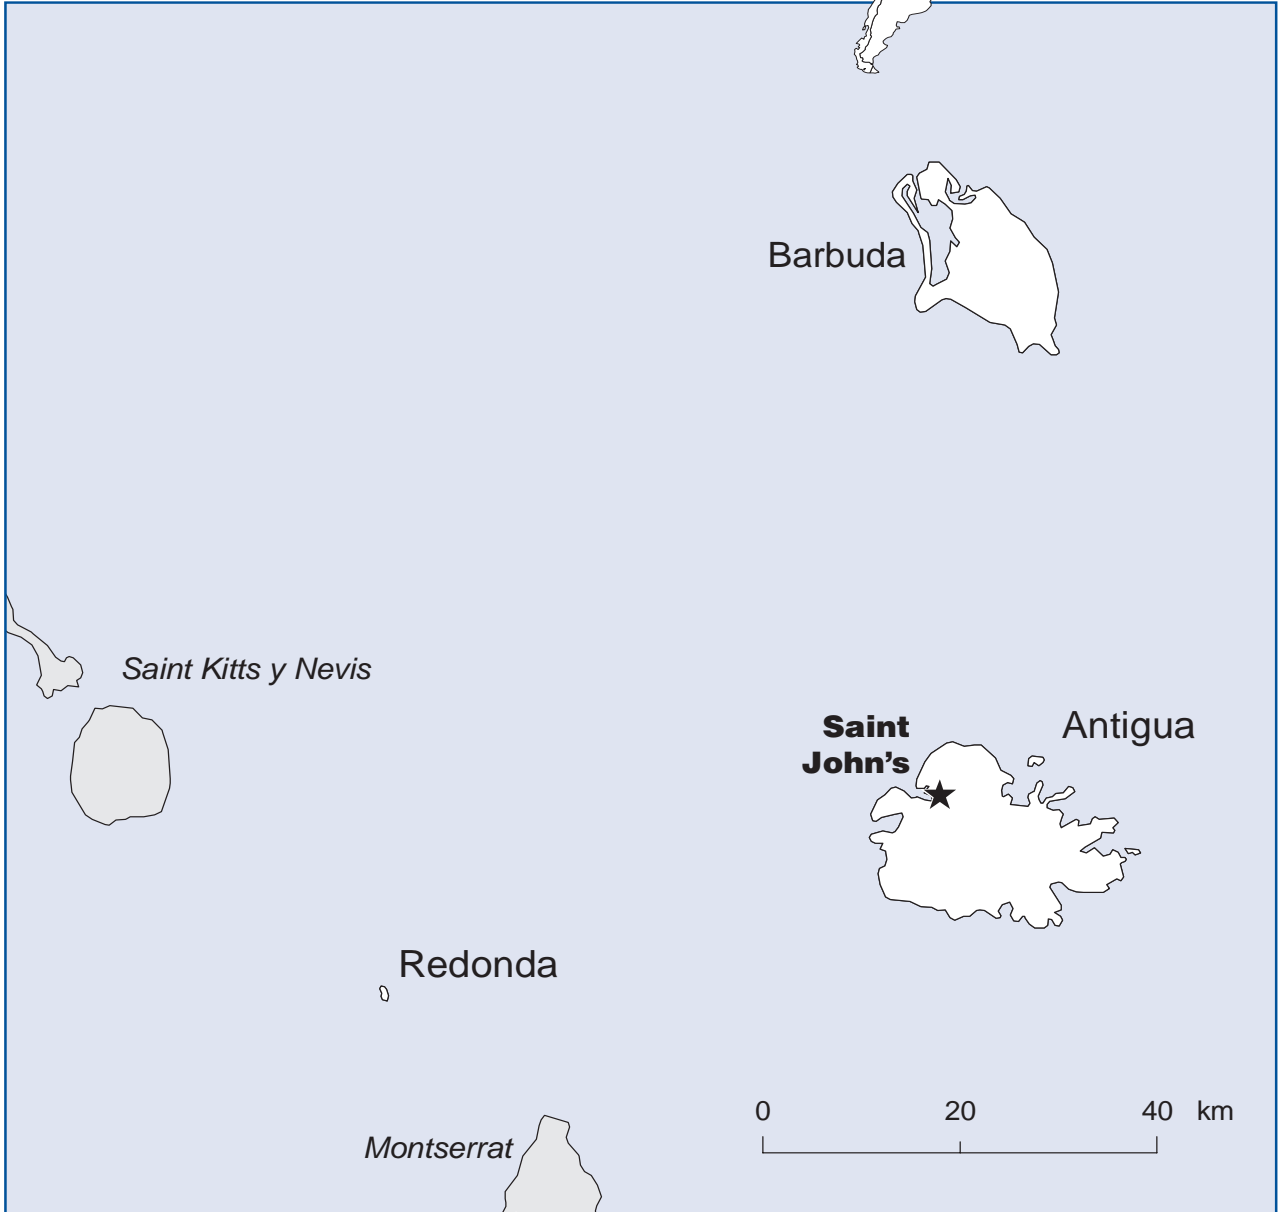 Barbuda
Saint Kitts y Nevis
Saint
John’s
Antigua
Redonda
0 20 40 km
Montserrat